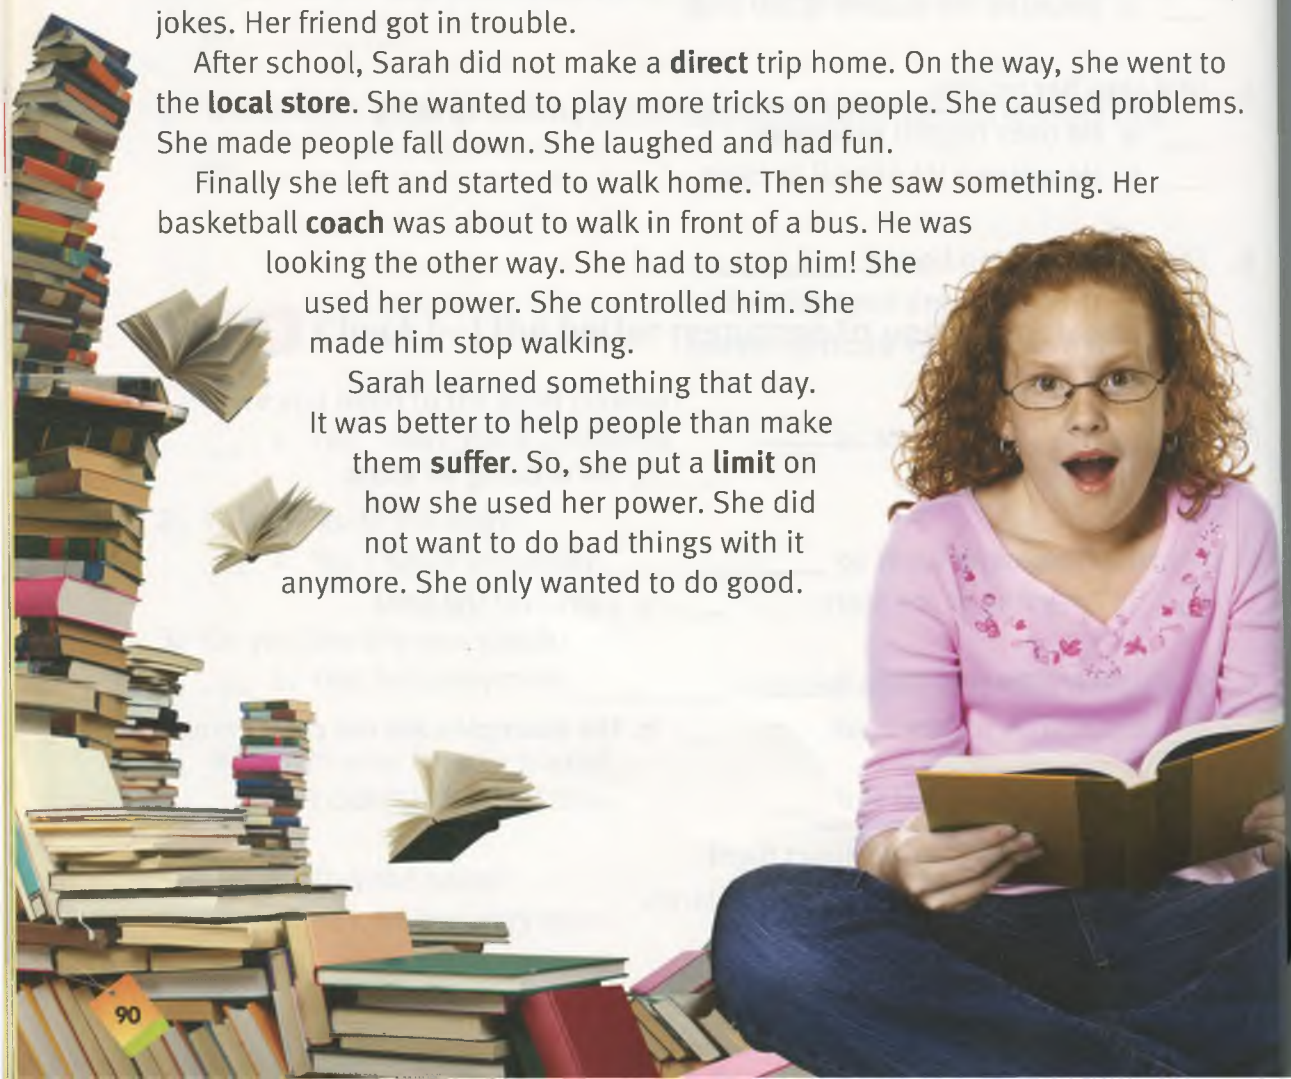 jokes. Her friend got in trouble.
After school, Sarah did not make a direct trip home. On the way, she went to
the local store. She wanted to play more tricks on people. She caused problems.
She made people fall down. She laughed and had fun.
Finally she left and started to walk home. Then she saw something. Her
basketball coach was about to walk in front of a bus. He was
looking the other way. She had to stop him! She
used her power. She controlled him. She
made him stop walking.
Sarah learned something that day.
It was better to help people than make
them suffer. So, she put a limit on
how she used her power. She did
not want to do bad things with it
anymore. She only wanted to do good.
90